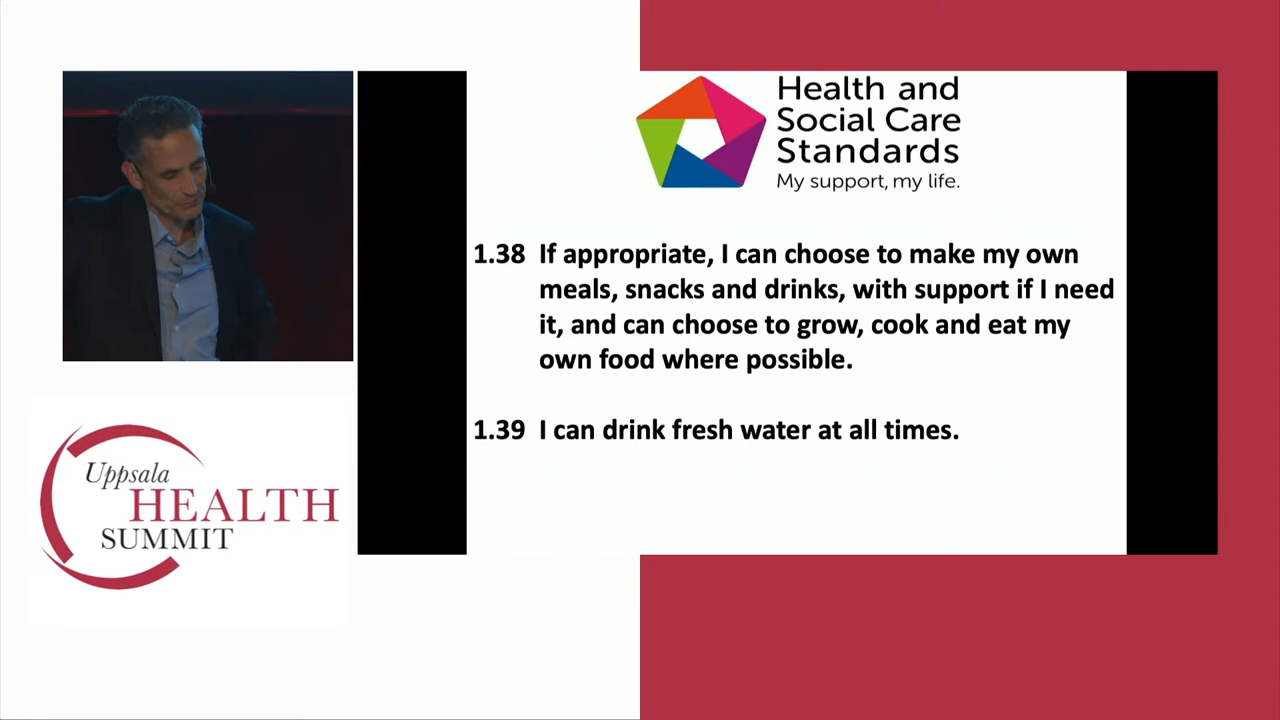 Health and
Social Care
Standards
My support, my life.
1.38 If appropriate, I can choose to make my own
meals, snacks and drinks, with support if I need
it, and can choose to grow, cook and eat my
own food where possible.
1.39 I can drink fresh water at all times.
Uppsala
HEALTH
SUMMIT